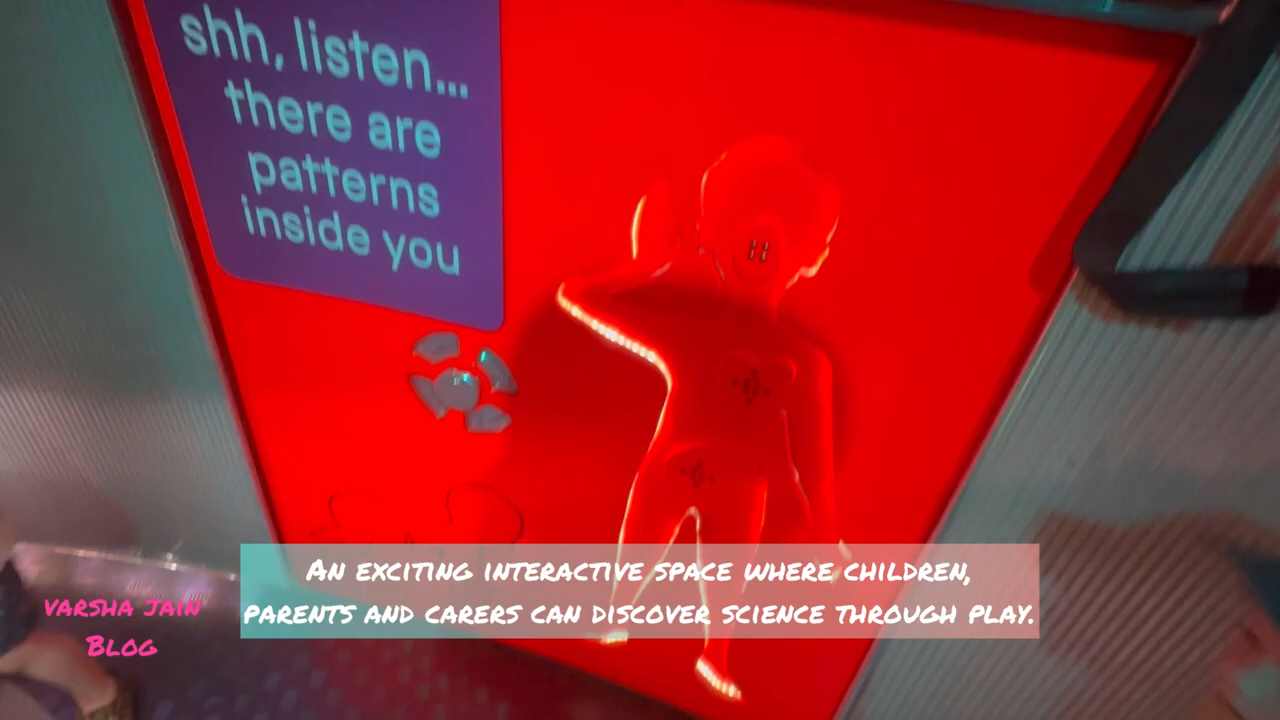 shh, listen...
there are
patterns
inside you
An exciting interactive space where children,
parents and carers can discover science through play.
Varsha Jain
Blog